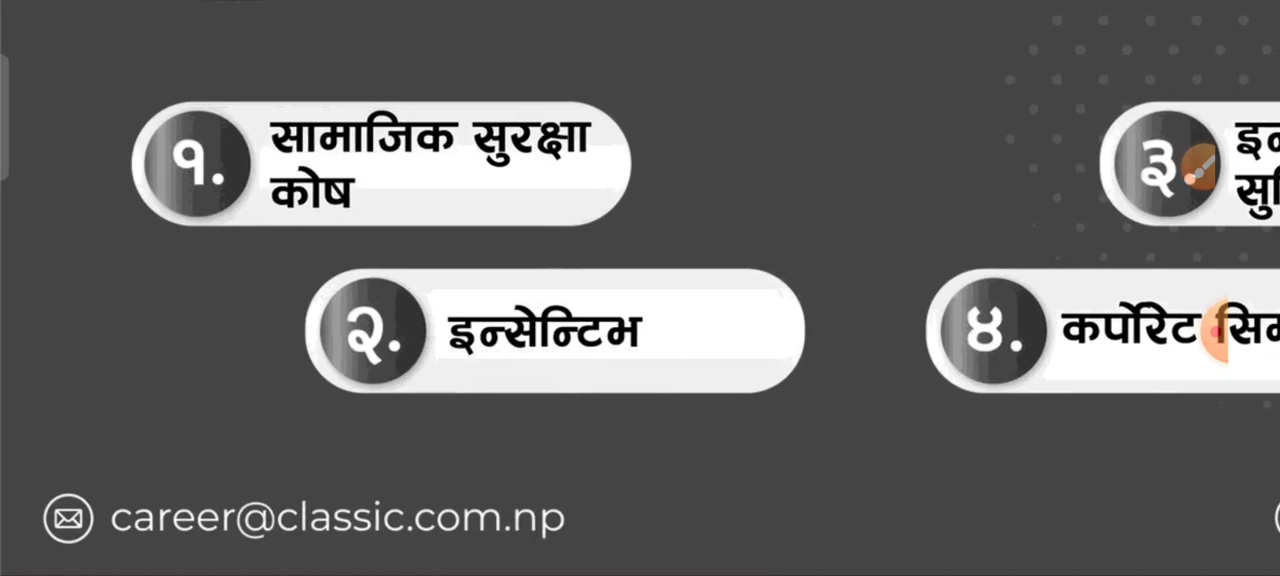 १. सामाजिक सुरक्षा
कोष
३
२. इन्सेन्टिभ
४. कर्पोरेट
career@classic.com.np